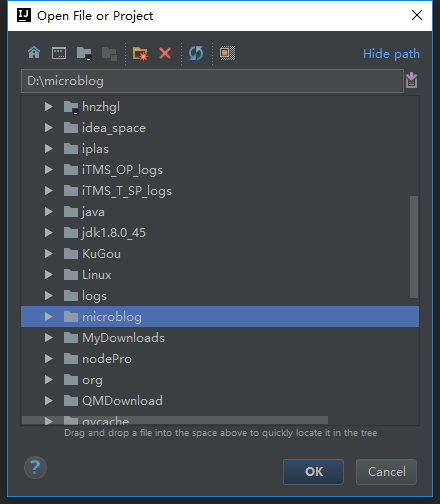 IJ Open File or Project
Hide path
D:\microblog
hnzhgl
idea_space
iplas
iTMS_OP_logs
iTMS_T_SP_logs
java
jdk1.8.0_45
KuGou
Linux
logs
microblog
MyDownloads
nodePro
org
QMDownload
qycache
Drag and drop a file into the space above to quickly locate it in the tree
? OK Cancel